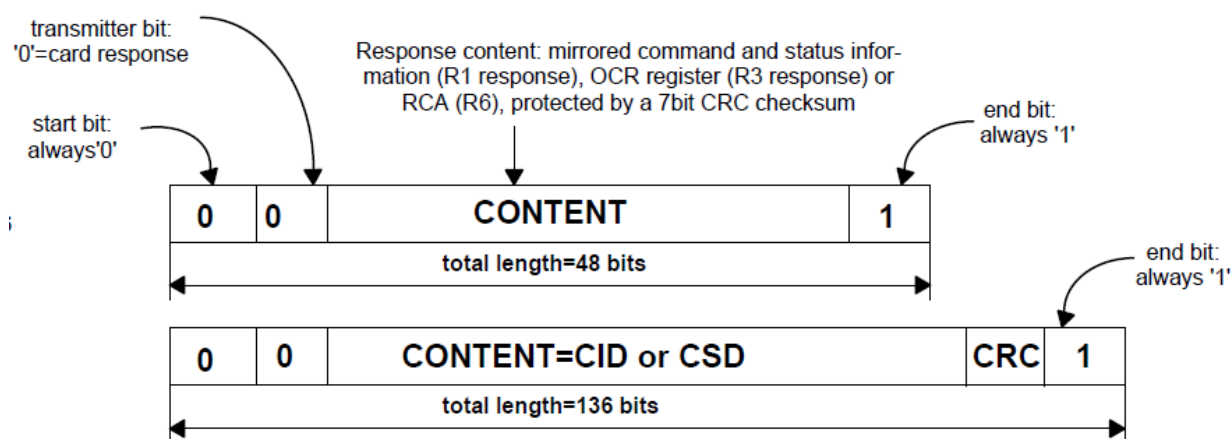 transmitter bit:
'0'=card response
Response content: mirrored command and status infor-
mation (R1 response), OCR register (R3 response) or
RCA (R6), protected by a 7bit CRC checksum
start bit:
always'0'
end bit:
always '1'
0 0 CONTENT 1
total length=48 bits
end bit:
always '1'
0 0 CONTENT=CID or CSD CRC 1
total length=136 bits